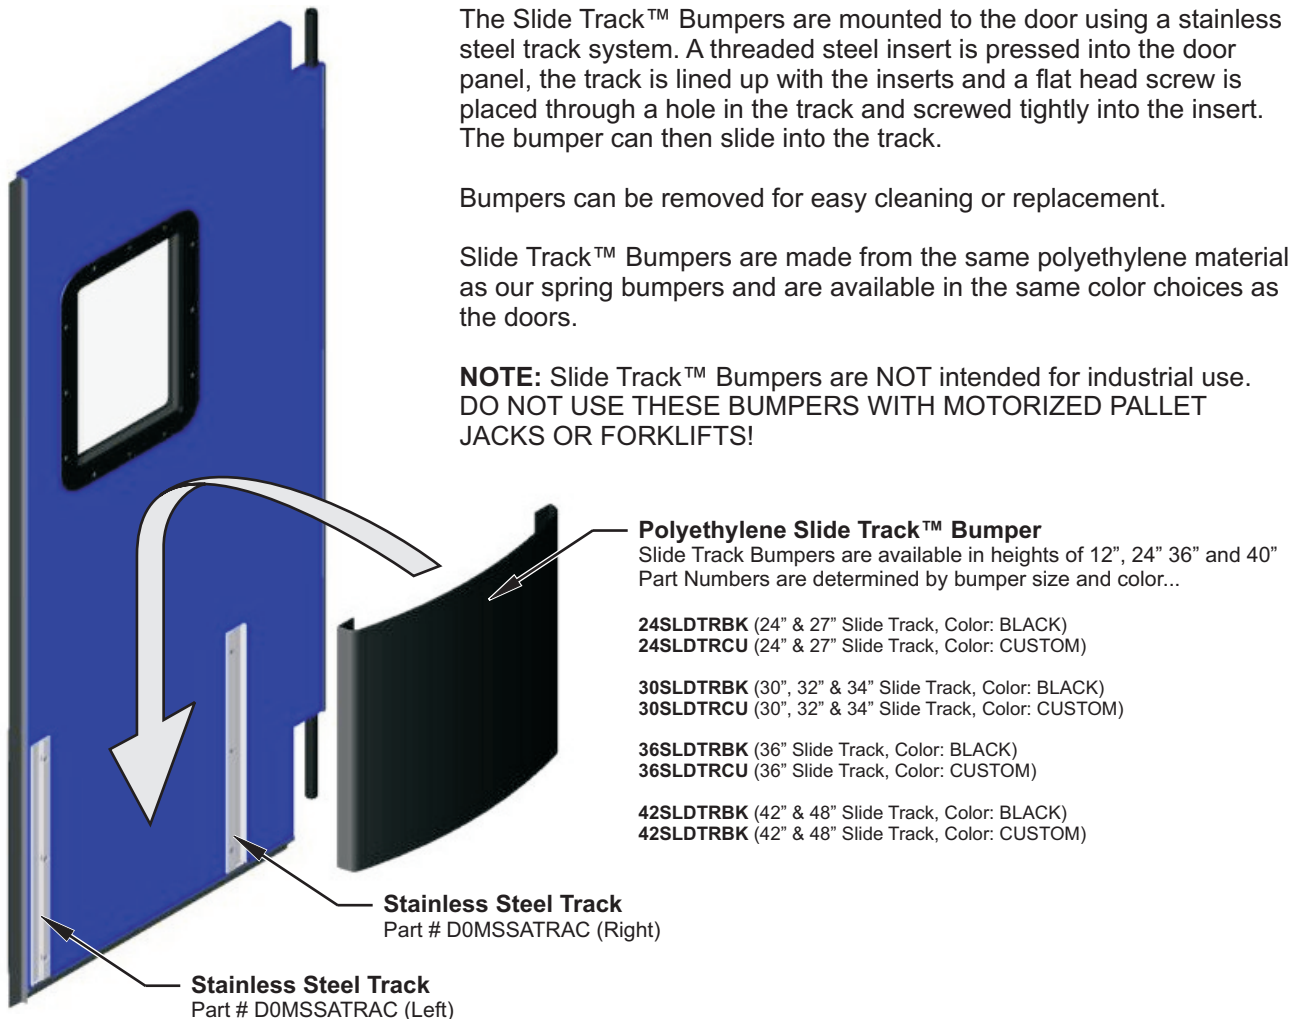 The Slide Track™ Bumpers are mounted to the door using a stainless
steel track system. A threaded steel insert is pressed into the door
panel, the track is lined up with the inserts and a flat head screw is
placed through a hole in the track and screwed tightly into the insert.
The bumper can then slide into the track.
Bumpers can be removed for easy cleaning or replacement.
Slide Track™ Bumpers are made from the same polyethylene material
as our spring bumpers and are available in the same color choices as
the doors.
NOTE: Slide Track™ Bumpers are NOT intended for industrial use.
DO NOT USE THESE BUMPERS WITH MOTORIZED PALLET
JACKS OR FORKLIFTS!
Polyethylene Slide Track™ Bumper
Slide Track Bumpers are available in heights of 12”, 24” 36” and 40”
Part Numbers are determined by bumper size and color...
24SLDTRBK (24” & 27” Slide Track, Color: BLACK)
24SLDTRCU (24” & 27” Slide Track, Color: CUSTOM)
30SLDTRBK (30”, 32” & 34” Slide Track, Color: BLACK)
30SLDTRCU (30”, 32” & 34” Slide Track, Color: CUSTOM)
36SLDTRBK (36” Slide Track, Color: BLACK)
36SLDTRCU (36” Slide Track, Color: CUSTOM)
42SLDTRBK (42” & 48” Slide Track, Color: BLACK)
42SLDTRBK (42” & 48” Slide Track, Color: CUSTOM)
Stainless Steel Track
Part # D0MSSATRAC (Right)
Stainless Steel Track
Part # D0MSSATRAC (Left)